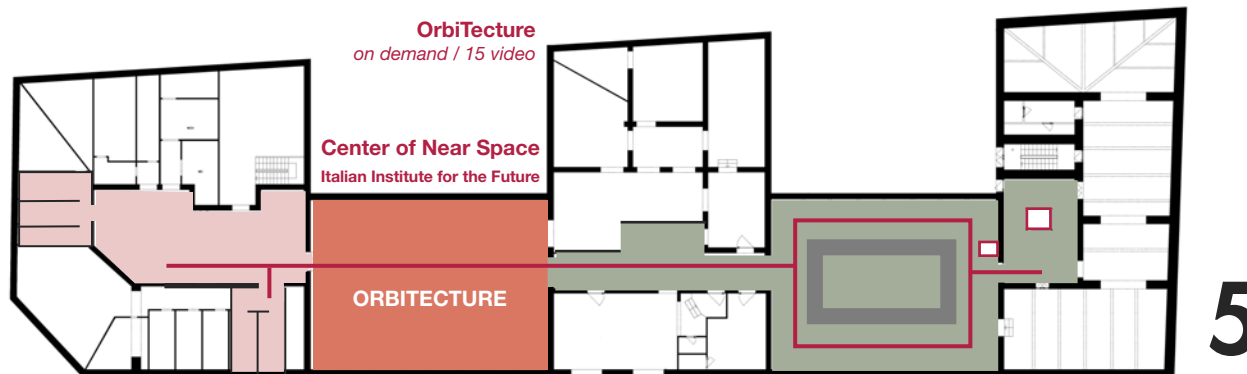 OrbiTecture
on demand / 15 video
Center of Near Space
Italian Institute for the Future
ORBITECTURE
5